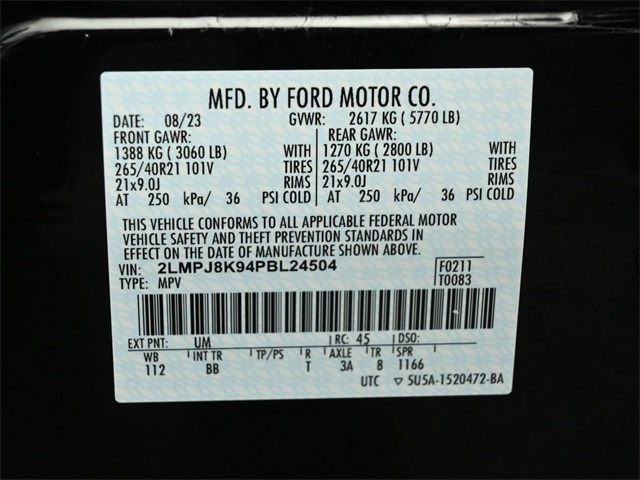 MFD. BY FORD MOTOR CO.
DATE: 08/23 GVWR: 2617 KG ( 5770 LB)
FRONT GAWR: REAR GAWR:
1388 KG ( 3060 LB) WITH 1270 KG ( 2800 LB) WITH
265/40R21 101V TIRES 265/40R21 101V TIRES
21x9.0J RIMS 21x9.0J RIMS
AT 250 kPa/ 36 PSI COLD AT 250 kPa/ 36 PSI COLD
THIS VEHICLE CONFORMS TO ALL APPLICABLE FEDERAL MOTOR
VEHICLE SAFETY AND THEFT PREVENTION STANDARDS IN
EFFECT ON THE DATE OF MANUFACTURE SHOWN ABOVE.
VIN: 2LMPJ8K94PBL24504 F0211
TYPE: MPV T0083
EXT PNT: UM RC: 45 DSO:
WB INT TR TP/PS R AXLE TR SPR
112 BB T 3A 8 1166
UTC ▽ 5U5A-1520472-BA